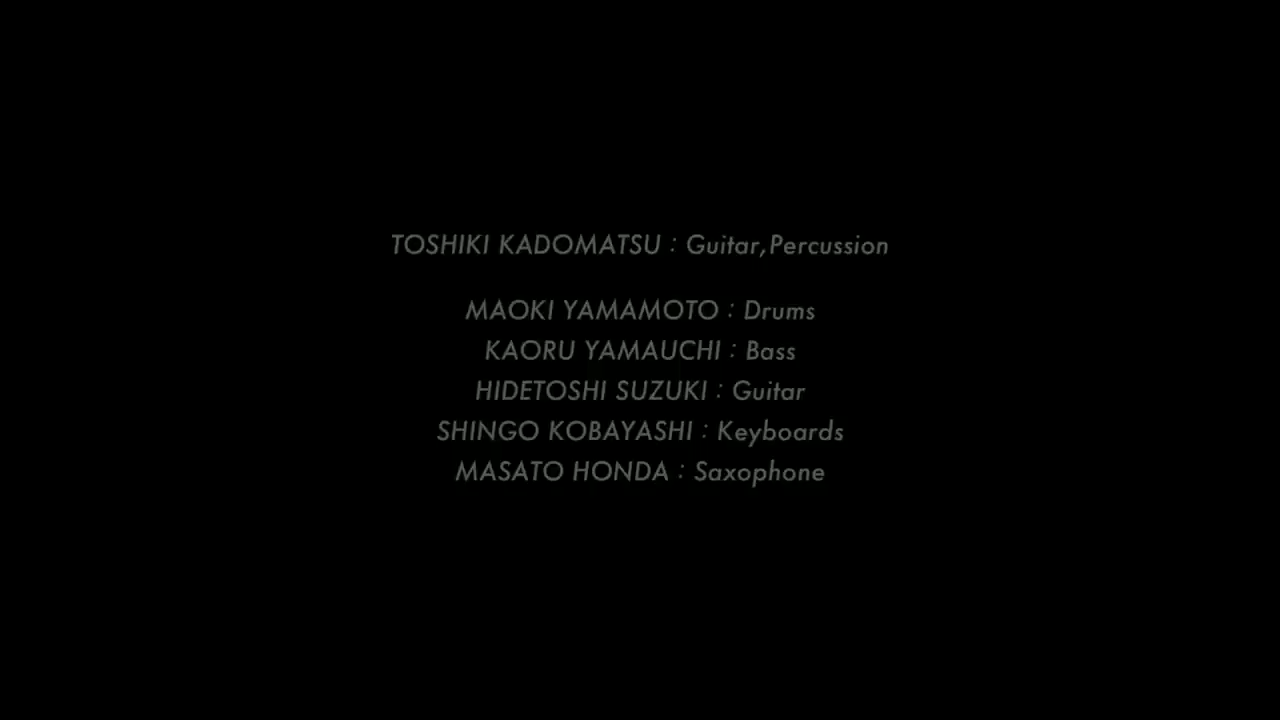 TOSHIKI KADOMATSU : Guitar,Percussion
MAOKI YAMAMOTO : Drums
KAORU YAMAUCHI : Bass
HIDETOSHI SUZUKI : Guitar
SHINGO KOBAYASHI : Keyboards
MASATO HONDA : Saxophone